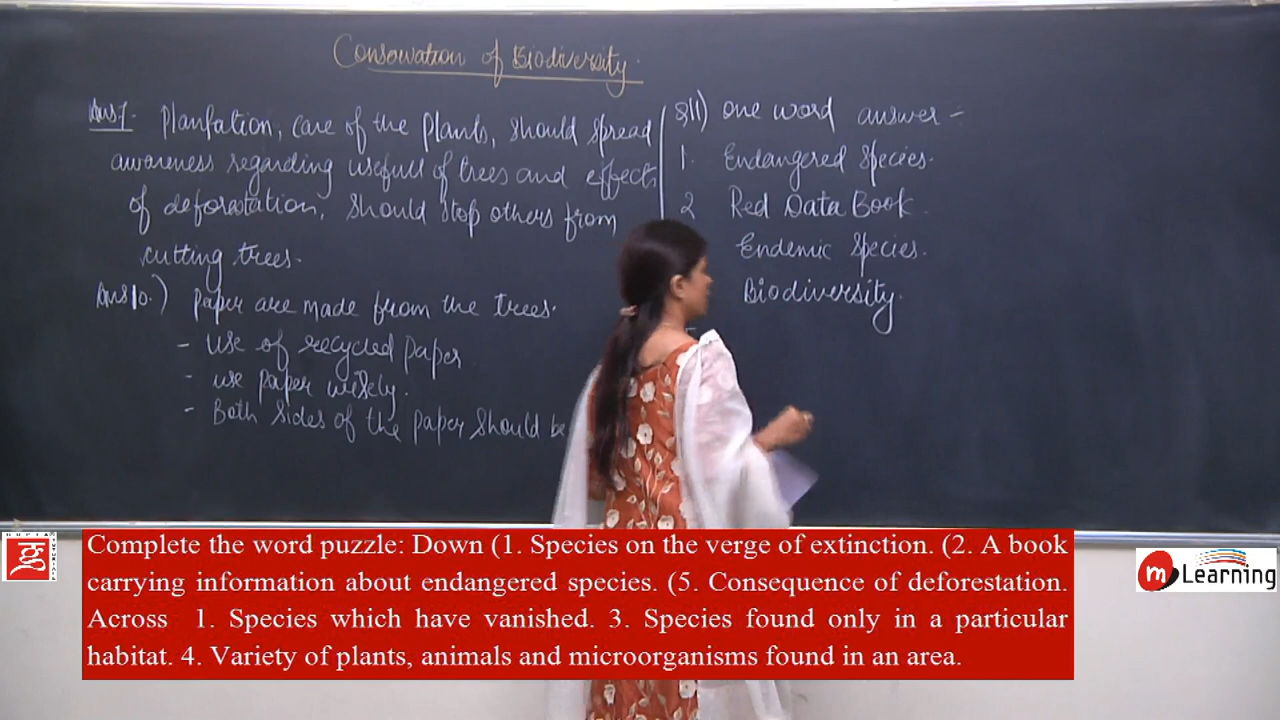 Conservation of Biodiversity.
Ans 7. Planfation, care of the plants, should spread
awareness regarding usefull of trees and effects
of deforastation, should stop others from
cutting trees.
Ans 10.) Paper are made from the trees.
- Use of recycled paper
- use paper wisely.
- Both sides of the paper should be
Q11) One word answer -
1. Endangered Species.
2 Red Data Book.
Endemic Species.
Biodiversity.
Complete the word puzzle: Down (1. Species on the verge of extinction. (2. A book
carrying information about endangered species. (5. Consequence of deforestation.
Across 1. Species which have vanished. 3. Species found only in a particular
habitat. 4. Variety of plants, animals and microorganisms found in an area.
m Learning